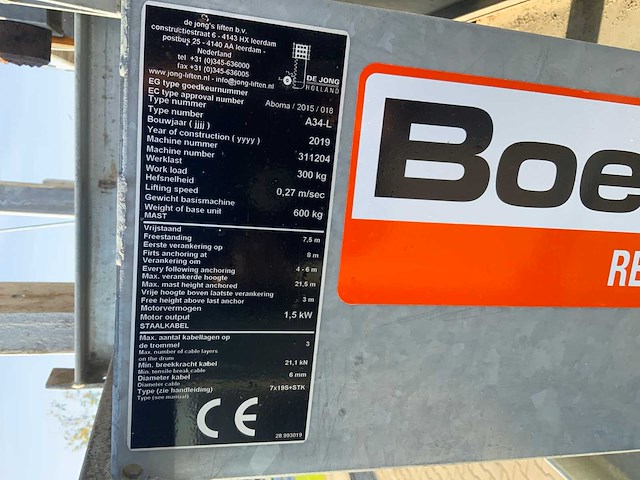 de jong's liften b.v.
constructiestraat 6 - 4143 HX leerdam
postbus 25 - 4140 AA leerdam -
Nederland
tel +31 (0)345-636000
fax +31 (0)345-636005
www.jong-liften.nl - info@jong-liften.nl
DE JONG
HOLLAND
EG type goedkeurnummer
EC type approval number Aboma / 2015 / 018
Type nummer
Type number A34-L
Bouwjaar ( jjjj )
Year of construction ( yyyy ) 2019
Machine nummer
Machine number 311204
Werklast
Work load 300 kg
Hefsnelheid
Lifting speed 0,27 m/sec
Gewicht basismachine
Weight of base unit 600 kg
MAST
Vrijstaand
Freestanding 7,5 m
Eerste verankering op
Firts anchoring at 8 m
Verankering om
Every following anchoring 4 - 6 m
Max. verankerde hoogte
Max. mast height anchored 21,5 m
Vrije hoogte boven laatste verankering
Free height above last anchor 3 m
Motorvermogen
Motor output 1,5 kW
STAALKABEL
Max. aantal kabellagen op
de trommel 3
Max. number of cable layers
on the drum
Min. breekkracht kabel 21,1 kN
Min. tensile break cable
Diameter kabel 6 mm
Diameter cable
Type (zie handleiding) 7x19S+STK
Type (see manual)
CE
28.993019
Boe
RE